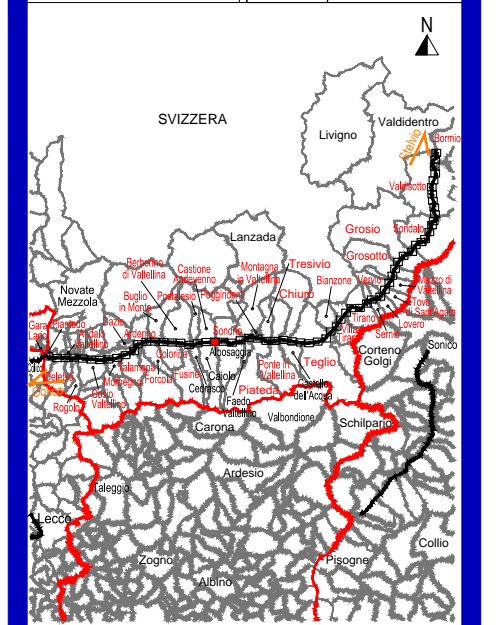 N
SVIZZERA
Valdidentro
Livigno
Stelvio
Bormio
Valdisotto
Grosio
Sondalo
Lanzada
Grosotto
Berbenno
di Valtellina
Castione
Andevenno
Montagna
in Valtellina
Tresivio
Bianzone
Vervio
Mazzo di
Valtellina
Novate
Mezzola
Buglio
in Monte
Postalesio
Poggiridenti
Chiuro
Tove
di Sant'Agata
Gera
Lario
Piantedo
Andalo
Valtellino
Dazio
Ardenno
Sondrio
Tirano
Villa
Tirano
Lovero
Sernio
Colorina
Albosaggia
Corteno
Golgi
Sonico
Delebio
Talamona
Forcola
Fusine
Caiolo
Cedrasco
Ponte in
Valtellina
Teglio
Colico
Morbegno
Cosio
Valtellino
Piateda
Castello
dell'Acqua
Rogolo
Faedo
Valtellino
Valbondione
Carona
Schilpario
Ardesio
Taleggio
Lecco
Zogno
Pisogne
Collio
Albino